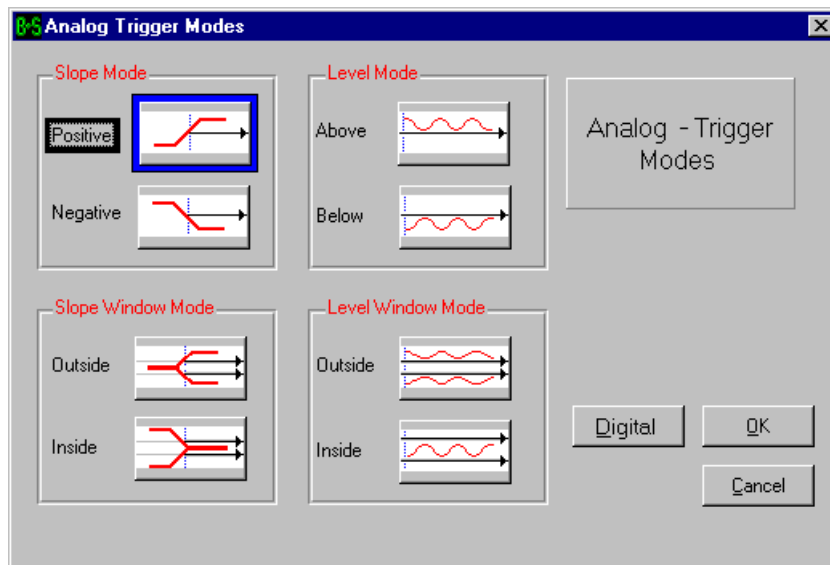 B+S Analog Trigger Modes
Slope Mode
Positive
Negative
Level Mode
Above
Below
Analog - Trigger
Modes
Slope Window Mode
Outside
Inside
Level Window Mode
Outside
Inside
Digital
OK
Cancel